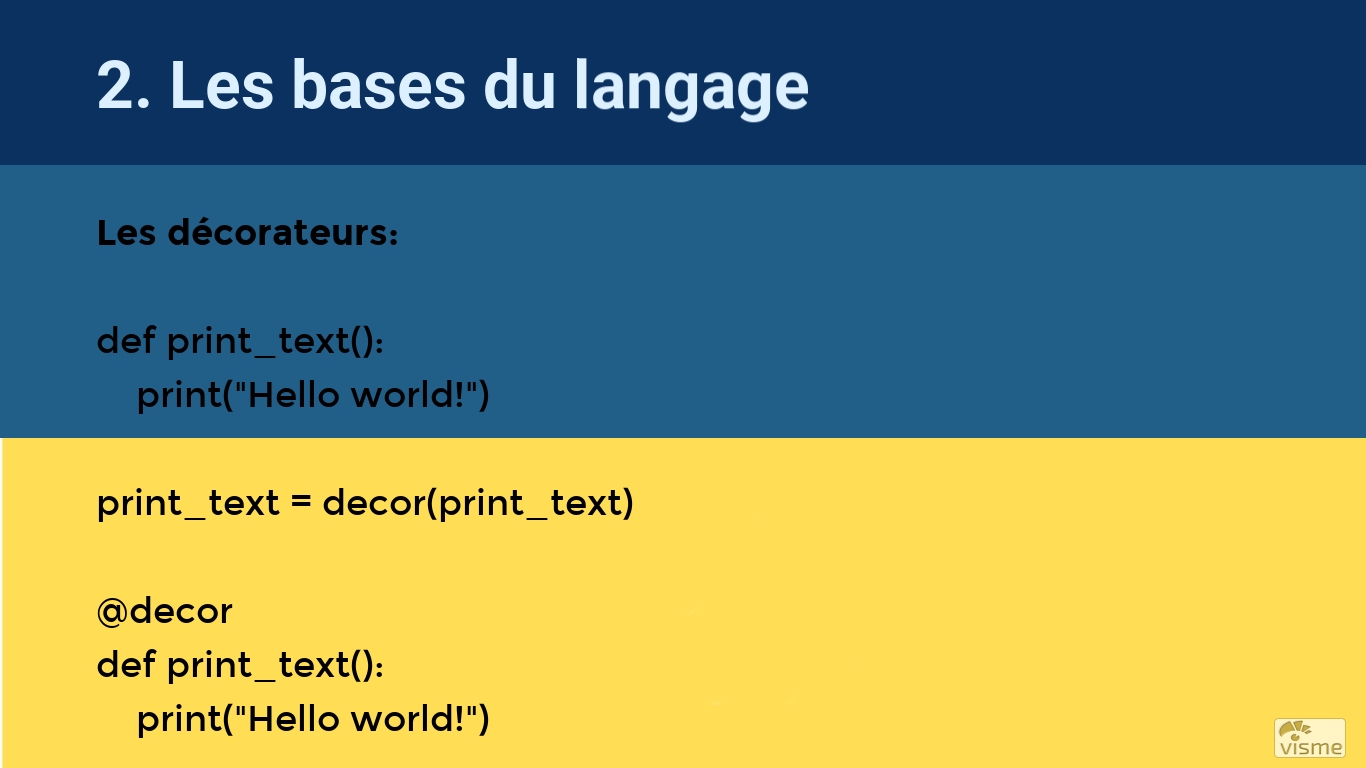 2. Les bases du langage
Les décorateurs:
def print_text():
    print("Hello world!")
print_text = decor(print_text)
@decor
def print_text():
    print("Hello world!")
visme